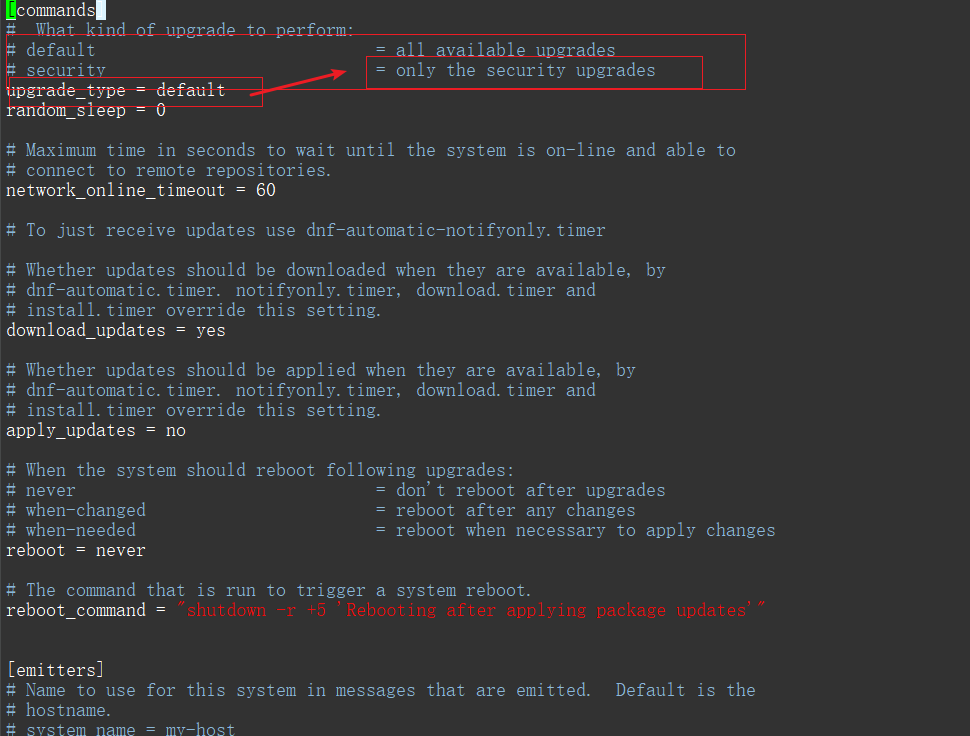 [commands]
#  What kind of upgrade to perform:
# default                            = all available upgrades
# security                           = only the security upgrades
upgrade_type = default
random_sleep = 0
# Maximum time in seconds to wait until the system is on-line and able to
# connect to remote repositories.
network_online_timeout = 60
# To just receive updates use dnf-automatic-notifyonly.timer
# Whether updates should be downloaded when they are available, by
# dnf-automatic.timer. notifyonly.timer, download.timer and
# install.timer override this setting.
download_updates = yes
# Whether updates should be applied when they are available, by
# dnf-automatic.timer. notifyonly.timer, download.timer and
# install.timer override this setting.
apply_updates = no
# When the system should reboot following upgrades:
# never                              = don't reboot after upgrades
# when-changed                       = reboot after any changes
# when-needed                        = reboot when necessary to apply changes
reboot = never
# The command that is run to trigger a system reboot.
reboot_command = "shutdown -r +5 'Rebooting after applying package updates'"
[emitters]
# Name to use for this system in messages that are emitted.  Default is the
# hostname.
# system_name = my-host